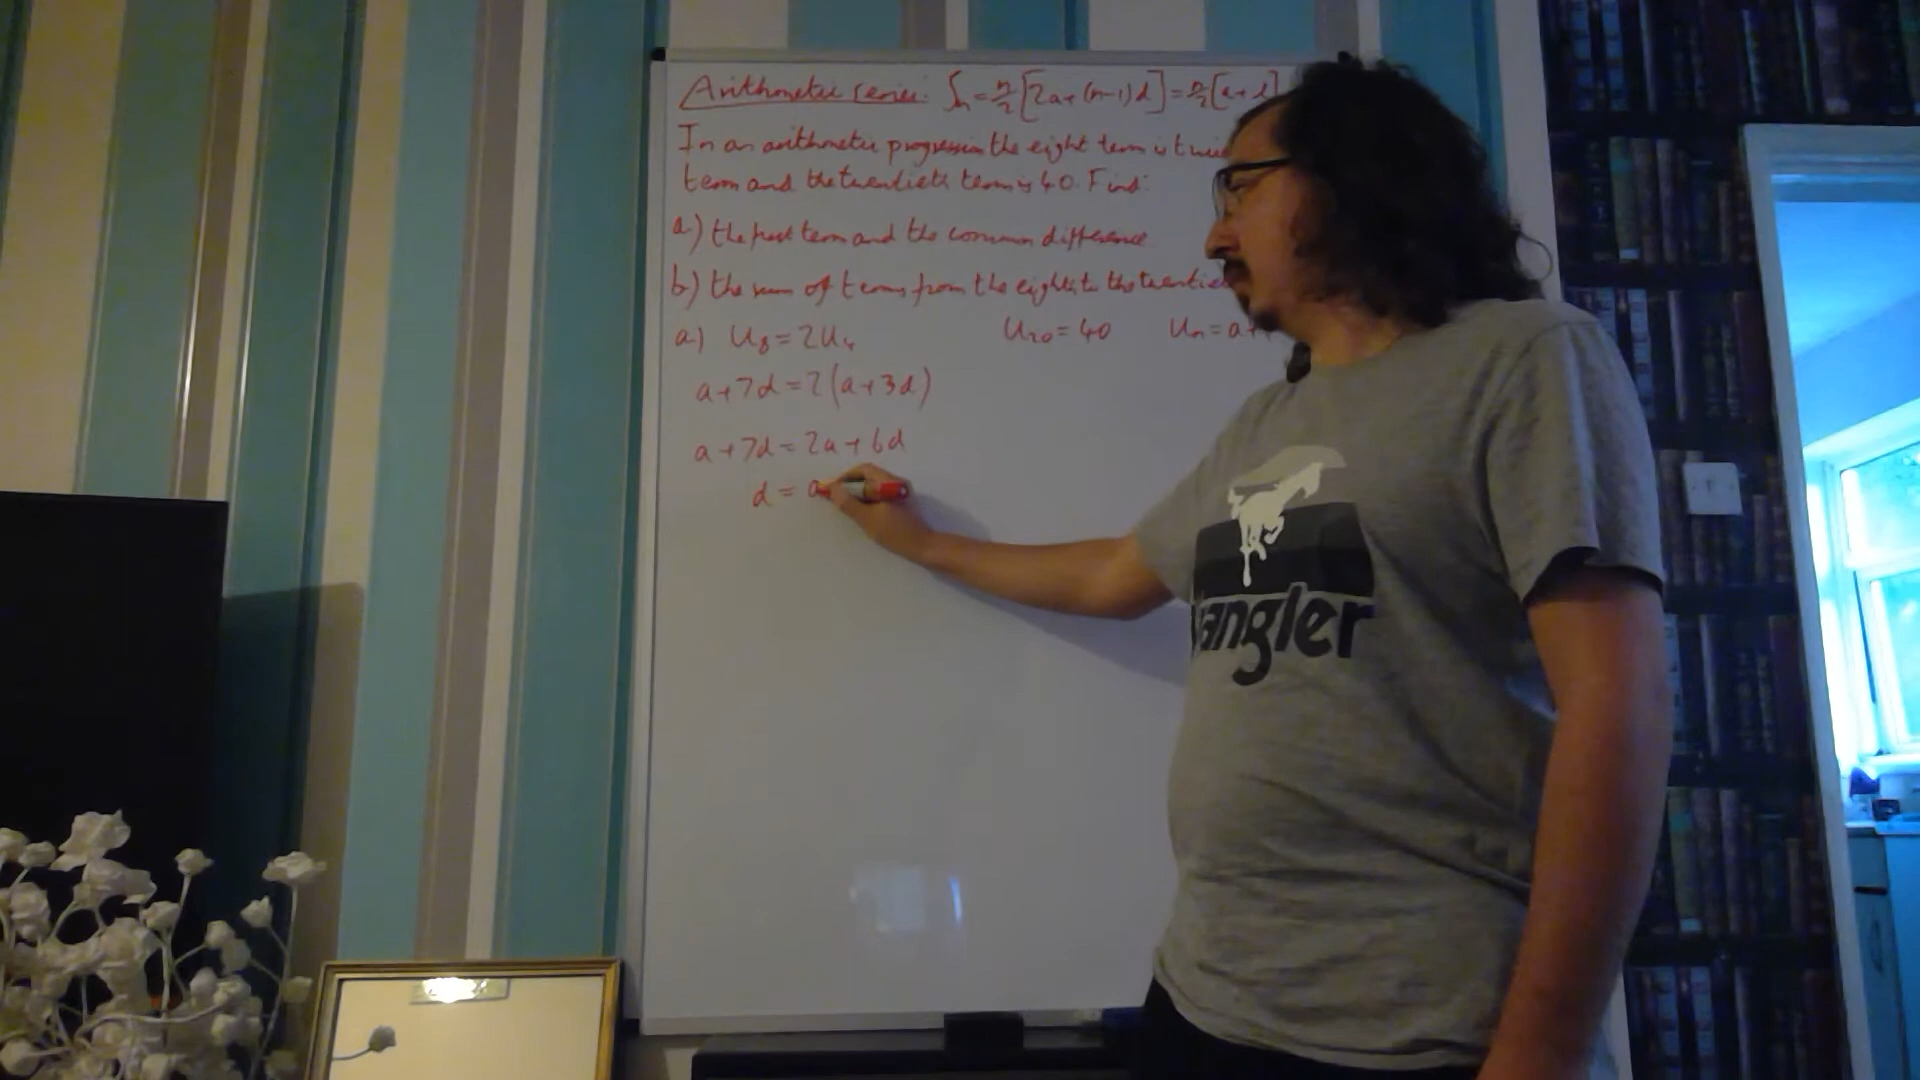 Arithmetic series: Sn = n/2 [2a + (n-1)d] = n/2 [a + l]
In an arithmetic progression the eight term is twice
term and the twentieth term is 40. Find:
a.) the first term and the common difference
b.) the sum of terms from the eight to the twentieth
a.) U8 = 2U4 U20 = 40 Un = a +
a + 7d = 2(a + 3d)
a + 7d = 2a + 6d
d = a
Wrangler